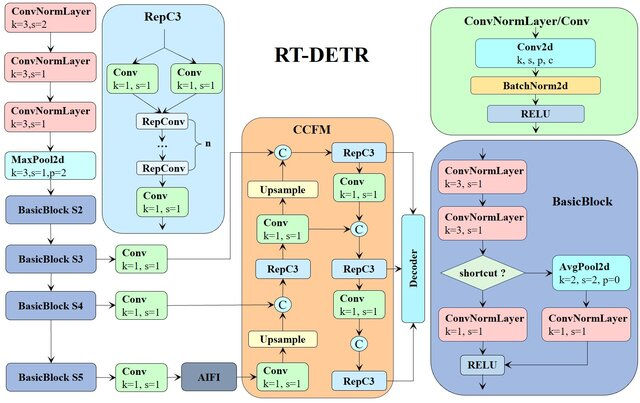 ConvNormLayer
k=3,s=2
ConvNormLayer
k=3,s=1
ConvNormLayer
k=3,s=1
MaxPool2d
k=3,s=1,p=2
BasicBlock S2
BasicBlock S3
BasicBlock S4
BasicBlock S5
Conv
k=1, s=1
Conv
k=1, s=1
Conv
k=1, s=1
AIFI
RepC3
Conv
k=1, s=1
Conv
k=1, s=1
RepConv
...
n
RepConv
Conv
k=1, s=1
RT-DETR
CCFM
C
RepC3
Upsample
Conv
k=1, s=1
Conv
k=1, s=1
C
RepC3
RepC3
C
Conv
k=1, s=1
Upsample
C
Conv
k=1, s=1
RepC3
Decoder
ConvNormLayer/Conv
Conv2d
k, s, p, c
BatchNorm2d
RELU
BasicBlock
ConvNormLayer
k=3, s=1
ConvNormLayer
k=3, s=1
shortcut ?
AvgPool2d
k=2, s=2, p=0
ConvNormLayer
k=1, s=1
ConvNormLayer
k=1, s=1
RELU